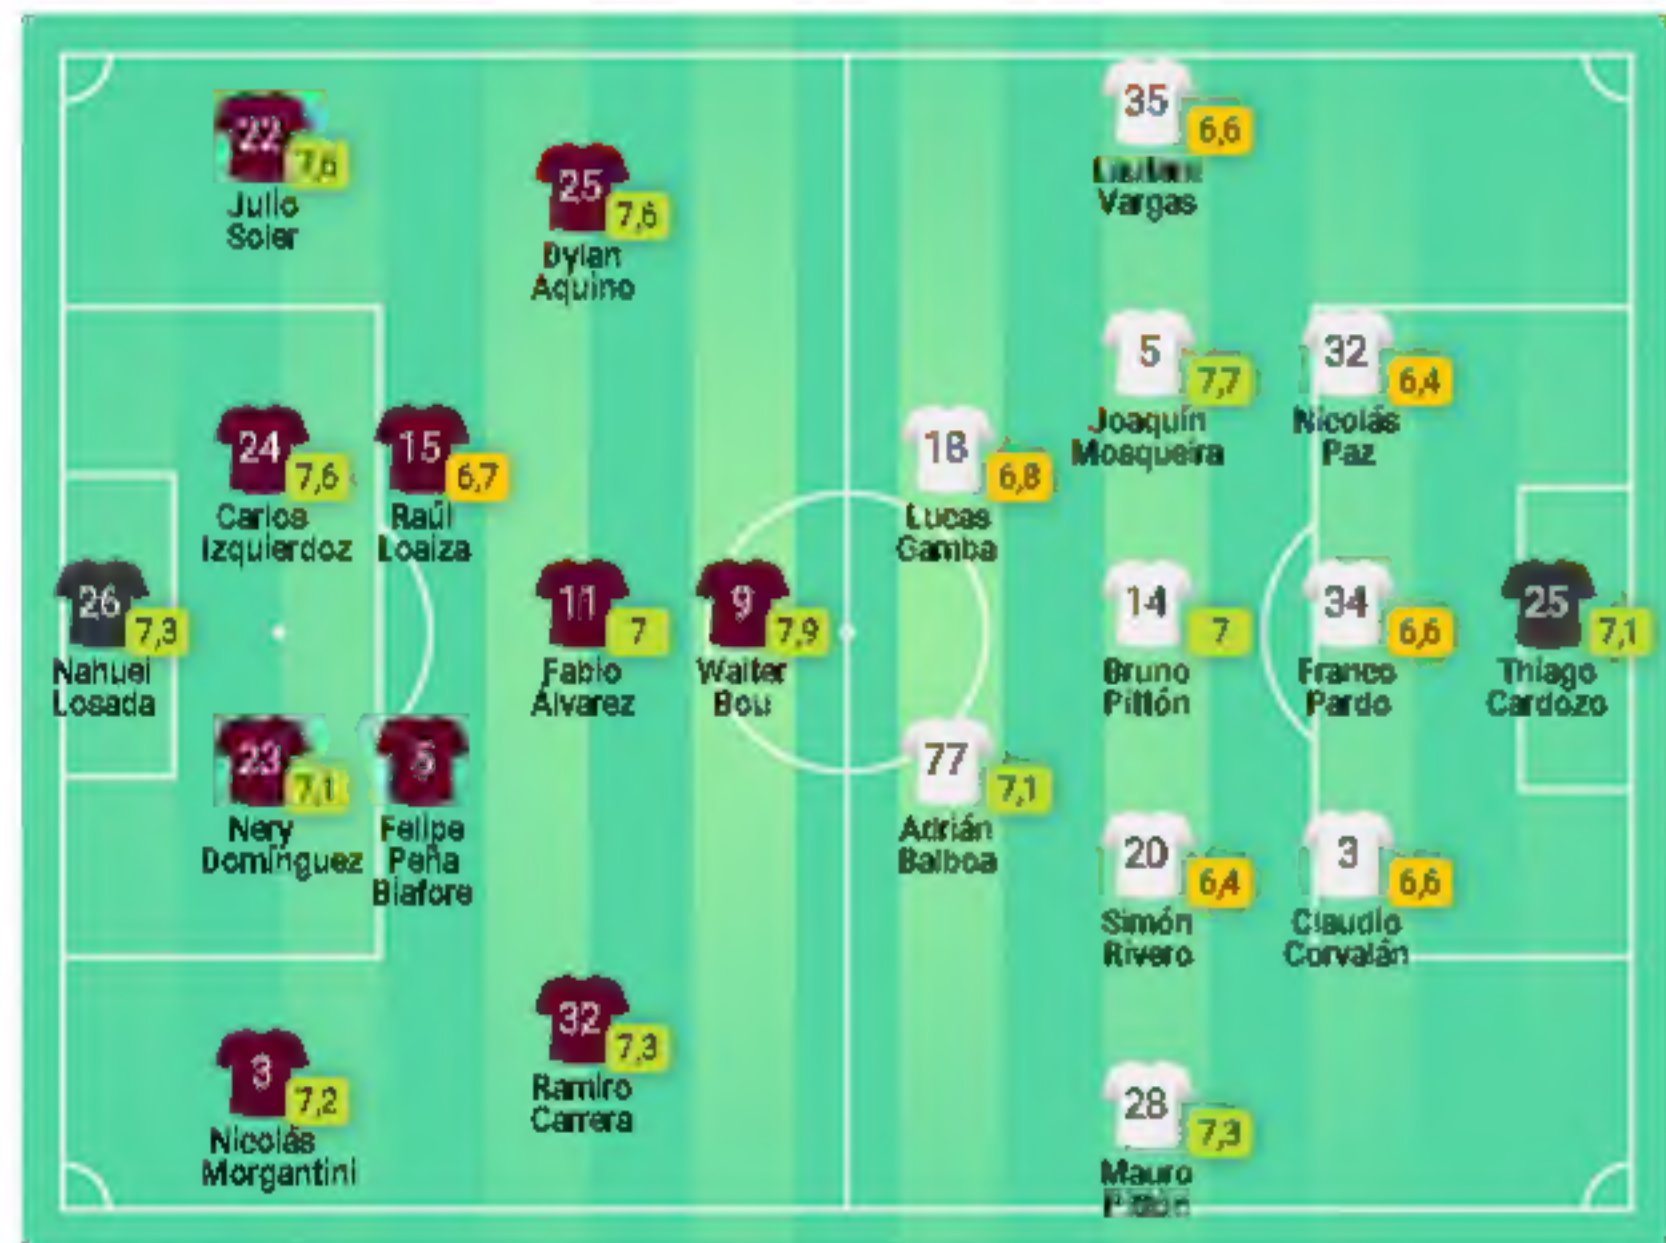 22
7,6
Julio
Soler
25
7,6
Dylan
Aquino
24
7,6
Carlos
Izquierdoz
15
6,7
Raúl
Loaiza
26
7,3
Nahuel
Losada
11
7
Fabio
Álvarez
9
7,9
Walter
Bou
23
7,1
Nery
Domínguez
5
Felipe
Peña
Biafore
3
7,2
Nicolás
Morgantini
32
7,3
Ramiro
Carrera
35
6,6
Vargas
5
7,7
Joaquín
Mosqueira
32
6,4
Nicolás
Paz
18
6,8
Lucas
Gamba
14
7
Bruno
Pittón
34
6,6
Franco
Pardo
25
7,1
Thiago
Cardozo
77
7,1
Adrián
Balboa
20
6,4
Simón
Rivero
3
6,6
Claudio
Corvalán
28
7,3
Mauro
Pittón